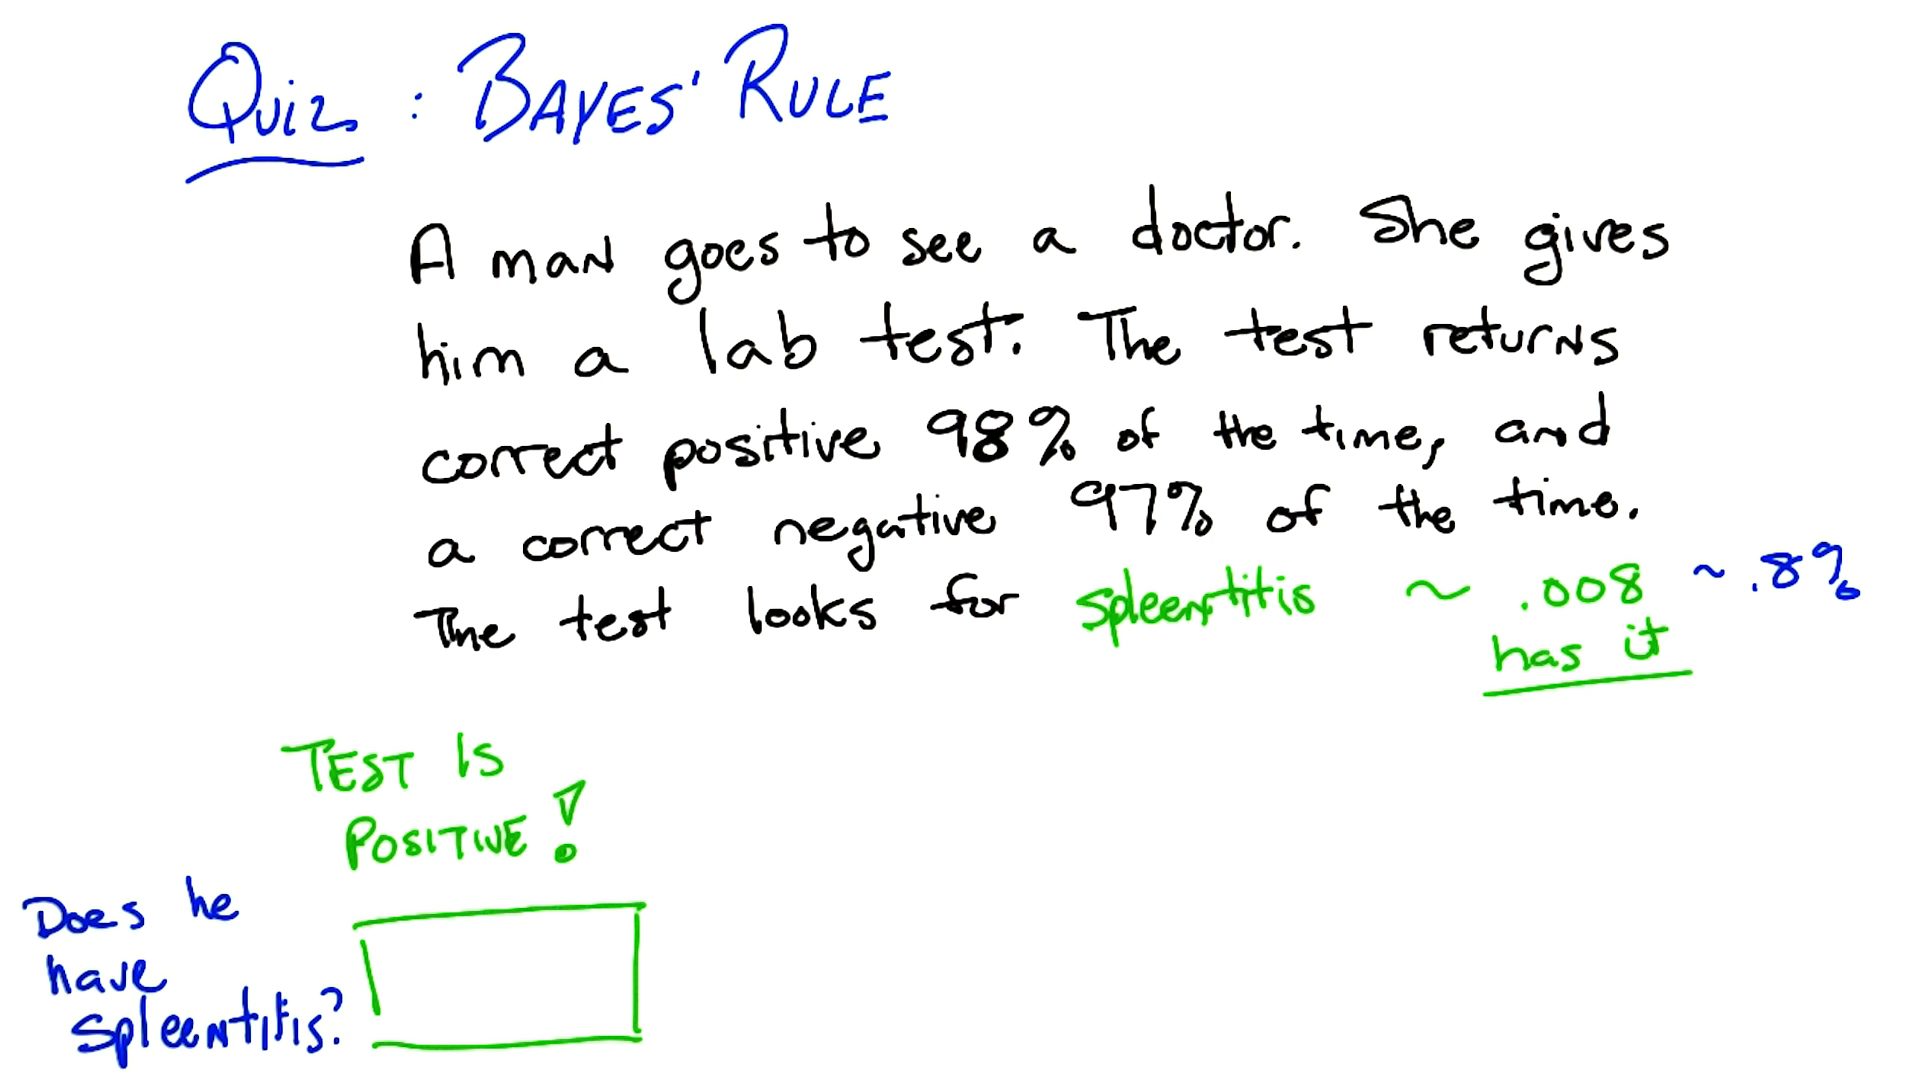 Quiz : BAYES' RULE
A man goes to see a doctor. She gives
him a lab test. The test returns
correct positive 98% of the time, and
a correct negative 97% of the time.
The test looks for spleentitis ~ .008 ~ .8%
has it
TEST IS
POSITIVE!
Does he
have
spleentitis?